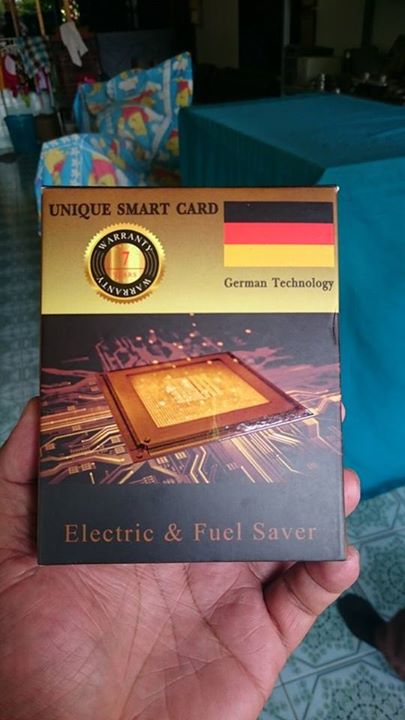 UNIQUE SMART CARD
WARRANTY
7
YEARS
WARRANTY
German Technology
Electric & Fuel Saver